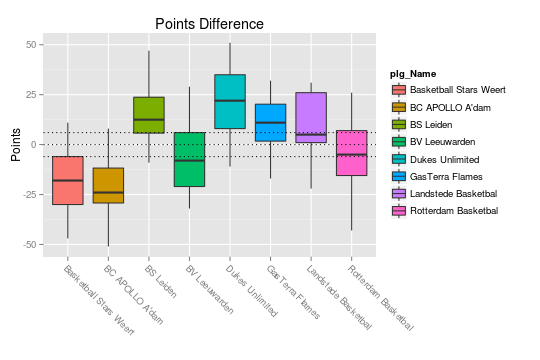 Points Difference
Points
50
25
0
-25
-50
Basketball Stars Weert
BC APOLLO A'dam
BS Leiden
BV Leeuwarden
Dukes Unlimited
GasTerra Flames
Landstede Basketbal
Rotterdam Basketbal
plg_Name
Basketball Stars Weert
BC APOLLO A'dam
BS Leiden
BV Leeuwarden
Dukes Unlimited
GasTerra Flames
Landstede Basketbal
Rotterdam Basketbal